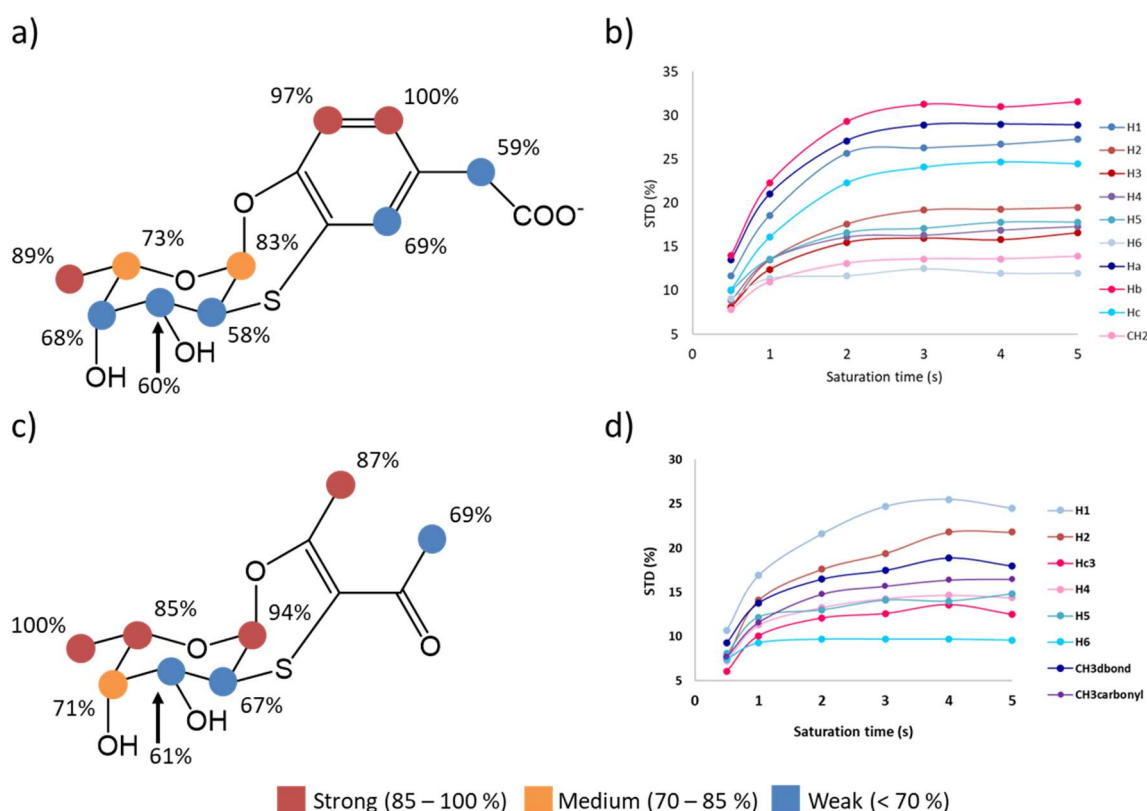 a)
97%
100%
59%
O
COO⁻
73%
83%
69%
89%
O
S
68%
58%
OH
OH
60%
b)
35
30
25
20
15
10
5
STD (%)
0
1
2
3
4
5
Saturation time (s)
H1
H2
H3
H4
H5
H6
Ha
Hb
Hc
CH2
c)
87%
69%
O
85%
94%
O
100%
O
S
71%
67%
OH
OH
61%
d)
30
25
20
15
10
5
STD (%)
0
1
2
3
4
5
Saturation time (s)
H1
H2
Hc3
H4
H5
H6
CH3dbond
CH3carbonyl
Strong (85 – 100 %) Medium (70 – 85 %) Weak (< 70 %)